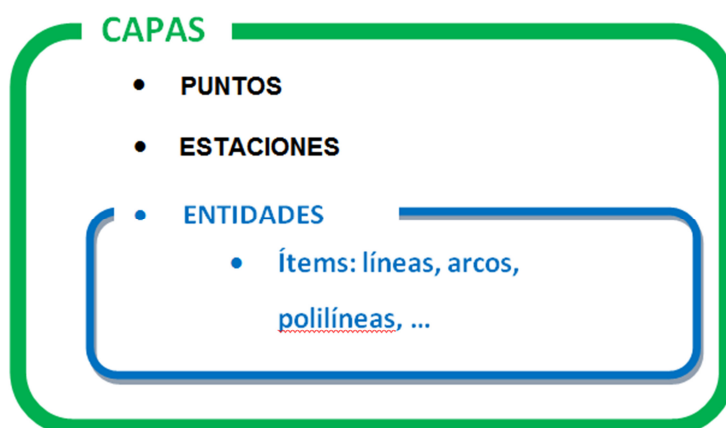 CAPAS
• PUNTOS
• ESTACIONES
• ENTIDADES
• Ítems: líneas, arcos,
polilíneas, ...